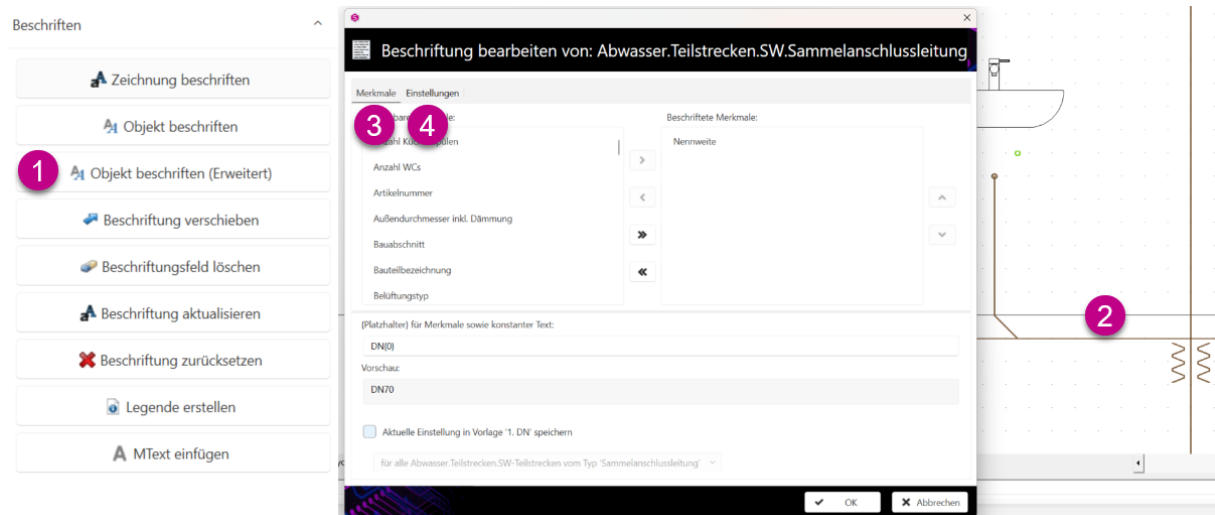 Beschriften
Zeichnung beschriften
Objekt beschriften
1 Objekt beschriften (Erweitert)
Beschriftung verschieben
Beschriftungsfeld löschen
Beschriftung aktualisieren
Beschriftung zurücksetzen
Legende erstellen
MText einfügen
Beschriftung bearbeiten von: Abwasser.Teilstrecken.SW.Sammelanschlussleitung
Merkmale Einstellungen
3 4
Beschriftete Merkmale:
Nennweite
Anzahl WCs
Artikelnummer
Außendurchmesser inkl. Dämmung
Bauabschnitt
Bauteilbezeichnung
Belüftungstyp
{Platzhalter} für Merkmale sowie konstanter Text:
DN{0}
Vorschau:
DN70
Aktuelle Einstellung in Vorlage '1. DN' speichern
für alle Abwasser.Teilstrecken.SW-Teilstrecken vom Typ 'Sammelanschlussleitung'
OK Abbrechen
2